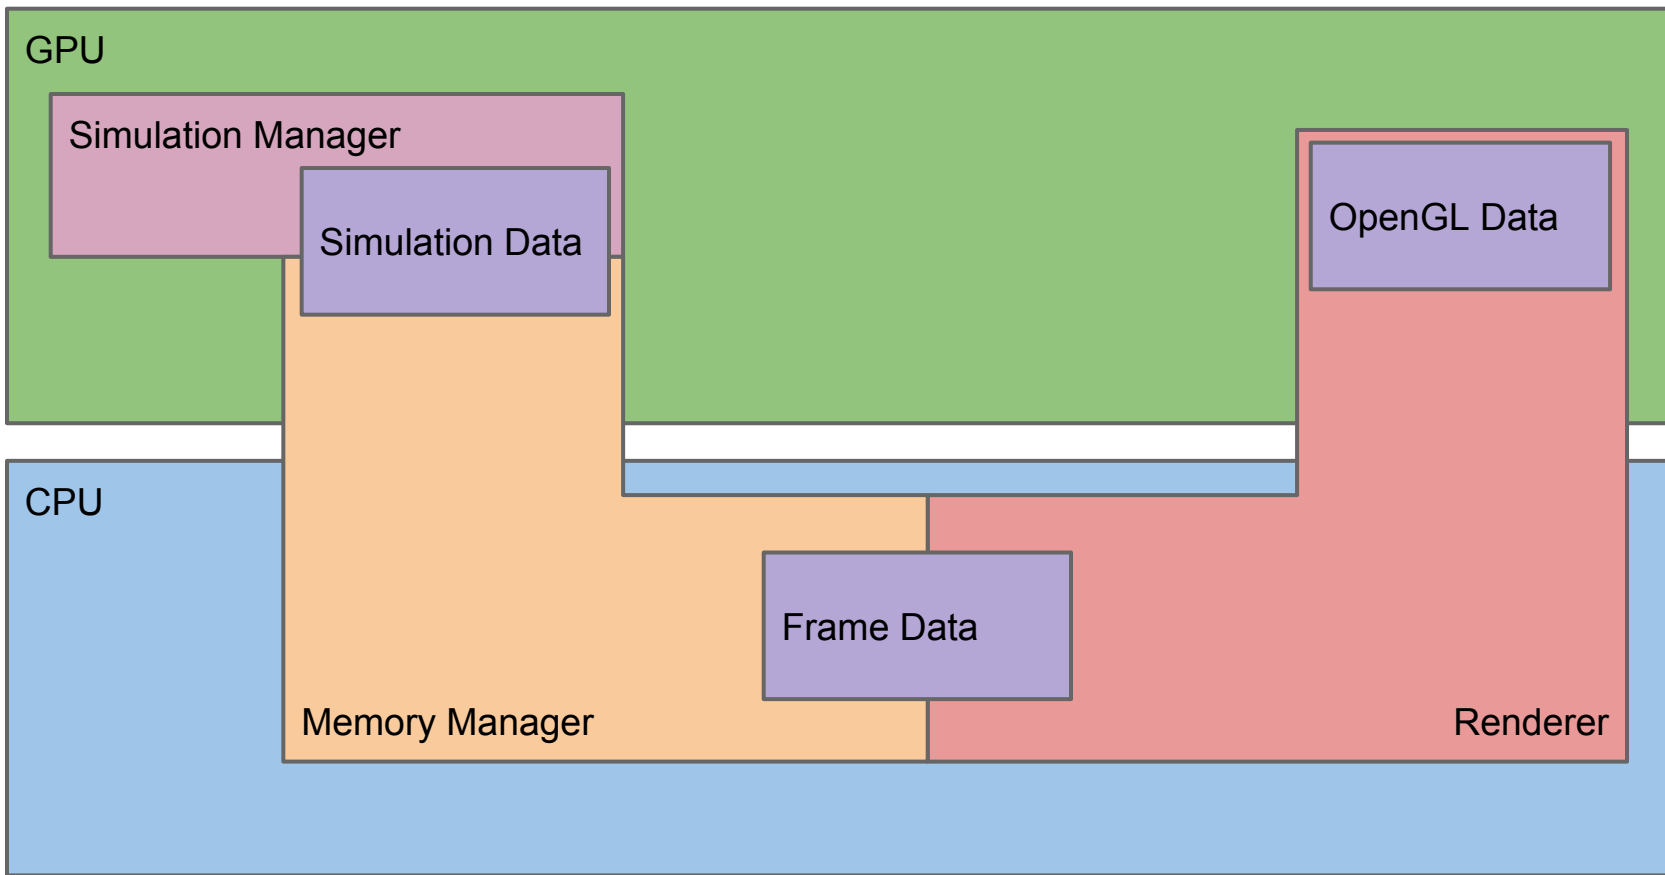 GPU
Simulation Manager
Simulation Data
OpenGL Data
CPU
Frame Data
Memory Manager
Renderer